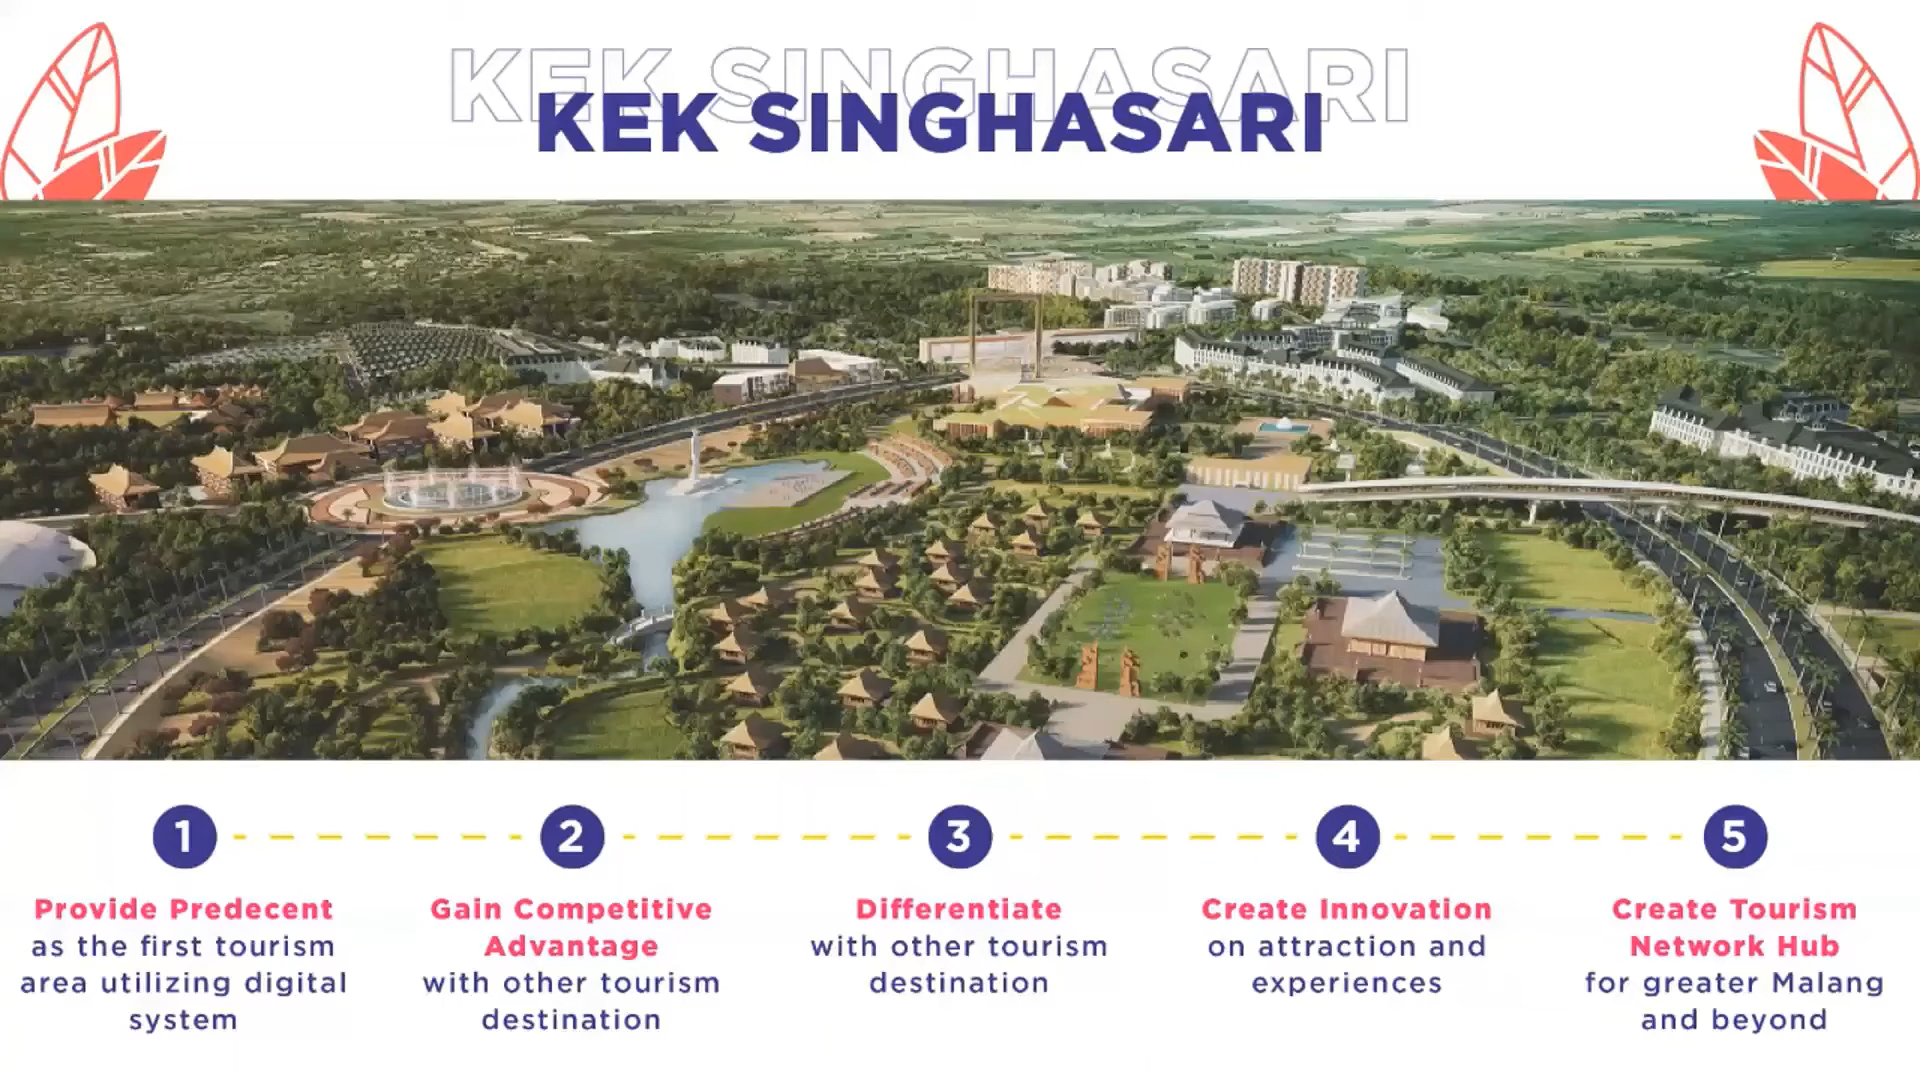 KEK SINGHASARI
KEK SINGHASARI
1
Provide Predecent
as the first tourism
area utilizing digital
system
2
Gain Competitive
Advantage
with other tourism
destination
3
Differentiate
with other tourism
destination
4
Create Innovation
on attraction and
experiences
5
Create Tourism
Network Hub
for greater Malang
and beyond